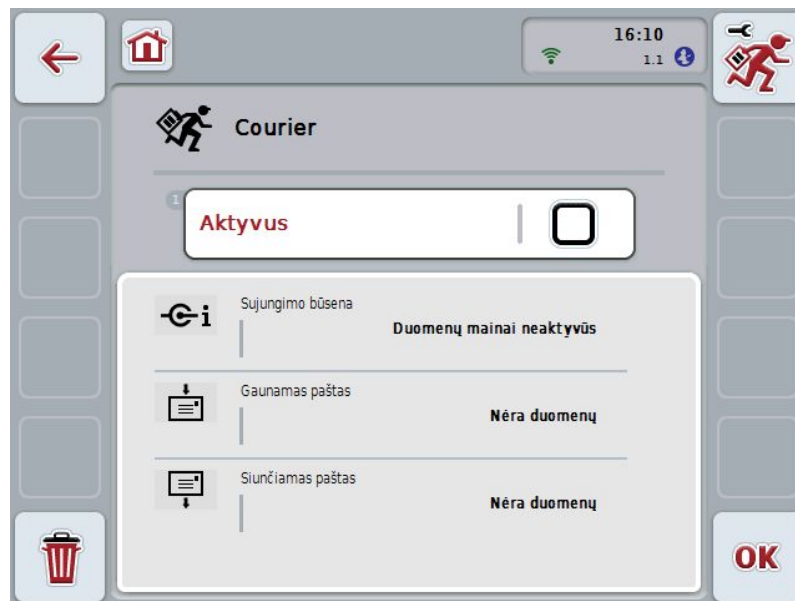 16:10
1.1
Courier
1
Aktyvus
Sujungimo būsena
Duomenų mainai neaktyvūs
Gaunamas paštas
Nėra duomenų
Siunčiamas paštas
Nėra duomenų
OK